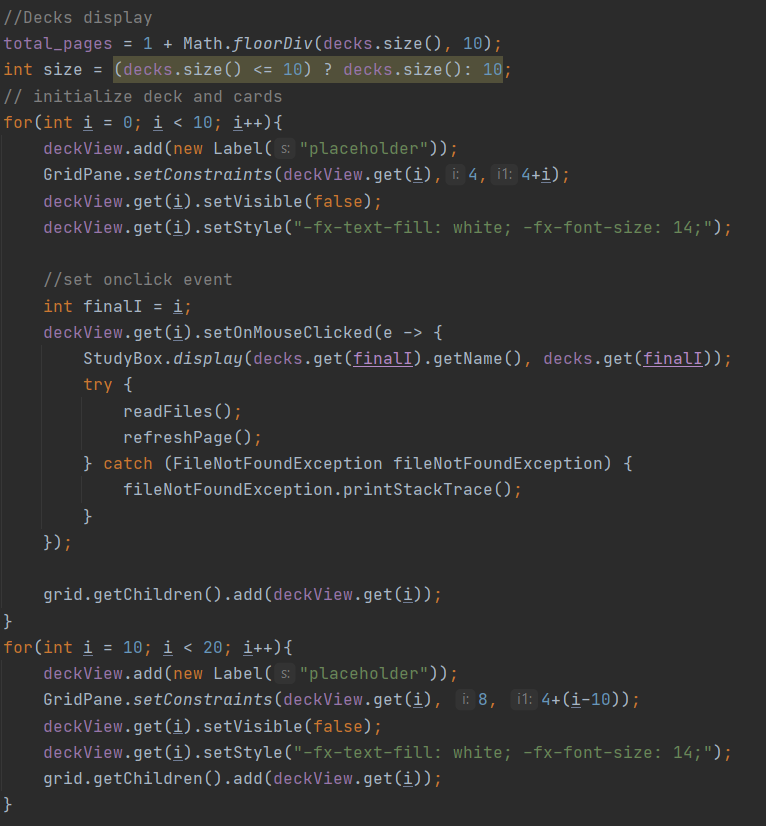 //Decks display
total_pages = 1 + Math.floorDiv(decks.size(), 10);
int size = (decks.size() <= 10) ? decks.size(): 10;
// initialize deck and cards
for(int i = 0; i < 10; i++){
    deckView.add(new Label( s: "placeholder"));
    GridPane.setConstraints(deckView.get(i), i: 4, i1: 4+i);
    deckView.get(i).setVisible(false);
    deckView.get(i).setStyle("-fx-text-fill: white; -fx-font-size: 14;");
    //set onclick event
    int finalI = i;
    deckView.get(i).setOnMouseClicked(e -> {
        StudyBox.display(decks.get(finalI).getName(), decks.get(finalI));
        try {
            readFiles();
            refreshPage();
        } catch (FileNotFoundException fileNotFoundException) {
            fileNotFoundException.printStackTrace();
        }
    });
    grid.getChildren().add(deckView.get(i));
}
for(int i = 10; i < 20; i++){
    deckView.add(new Label( s: "placeholder"));
    GridPane.setConstraints(deckView.get(i), i: 8, i1: 4+(i-10));
    deckView.get(i).setVisible(false);
    deckView.get(i).setStyle("-fx-text-fill: white; -fx-font-size: 14;");
    grid.getChildren().add(deckView.get(i));
}